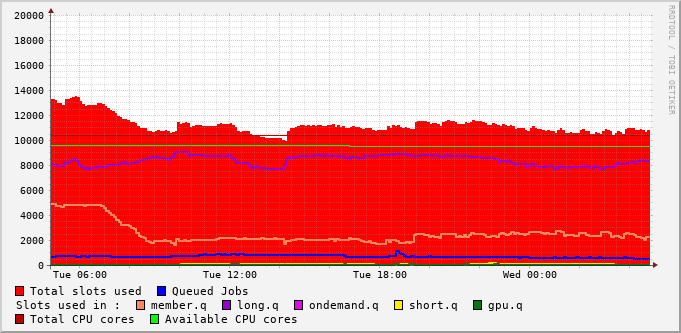 RRDTOOL / TOBI OETIKER
20000
18000
16000
14000
12000
10000
8000
6000
4000
2000
0
Tue 06:00 Tue 12:00 Tue 18:00 Wed 00:00
Total slots used Queued Jobs
Slots used in : member.q long.q ondemand.q short.q gpu.q
Total CPU cores Available CPU cores